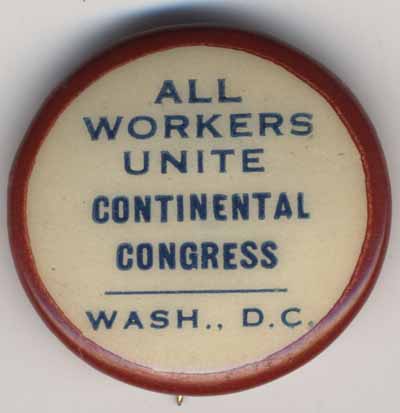 ALL
WORKERS
UNITE
CONTINENTAL
CONGRESS
WASH., D.C.